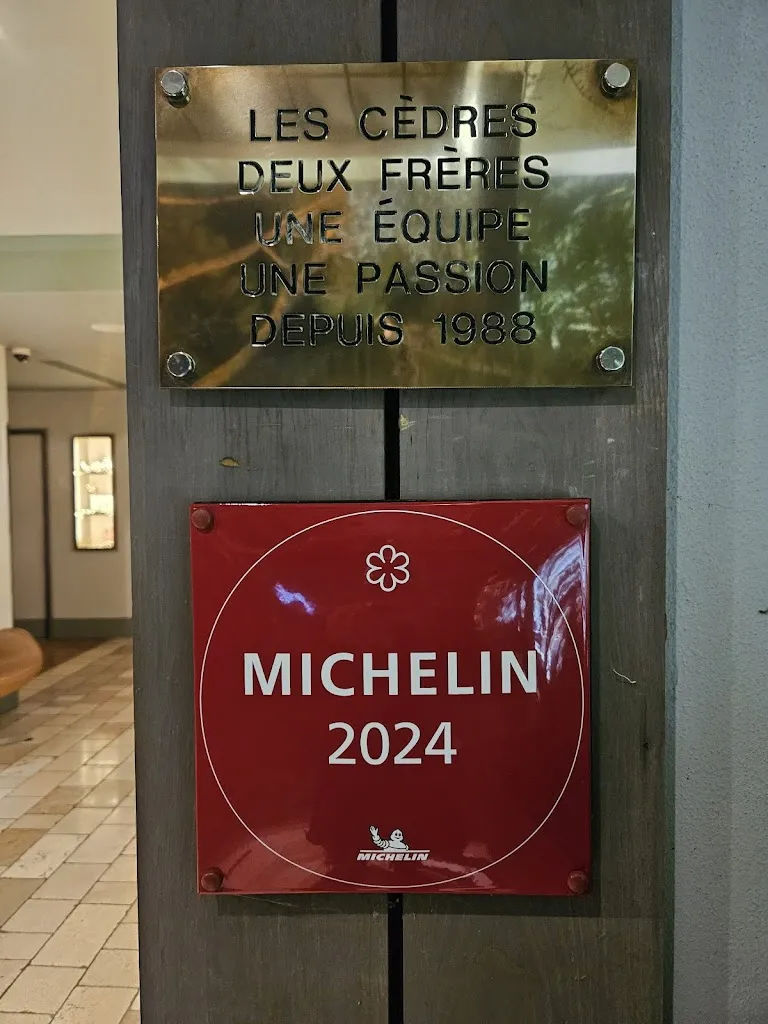 LES CÈDRES
DEUX FRÈRES
UNE ÉQUIPE
UNE PASSION
DEPUIS 1988
MICHELIN
2024
MICHELIN